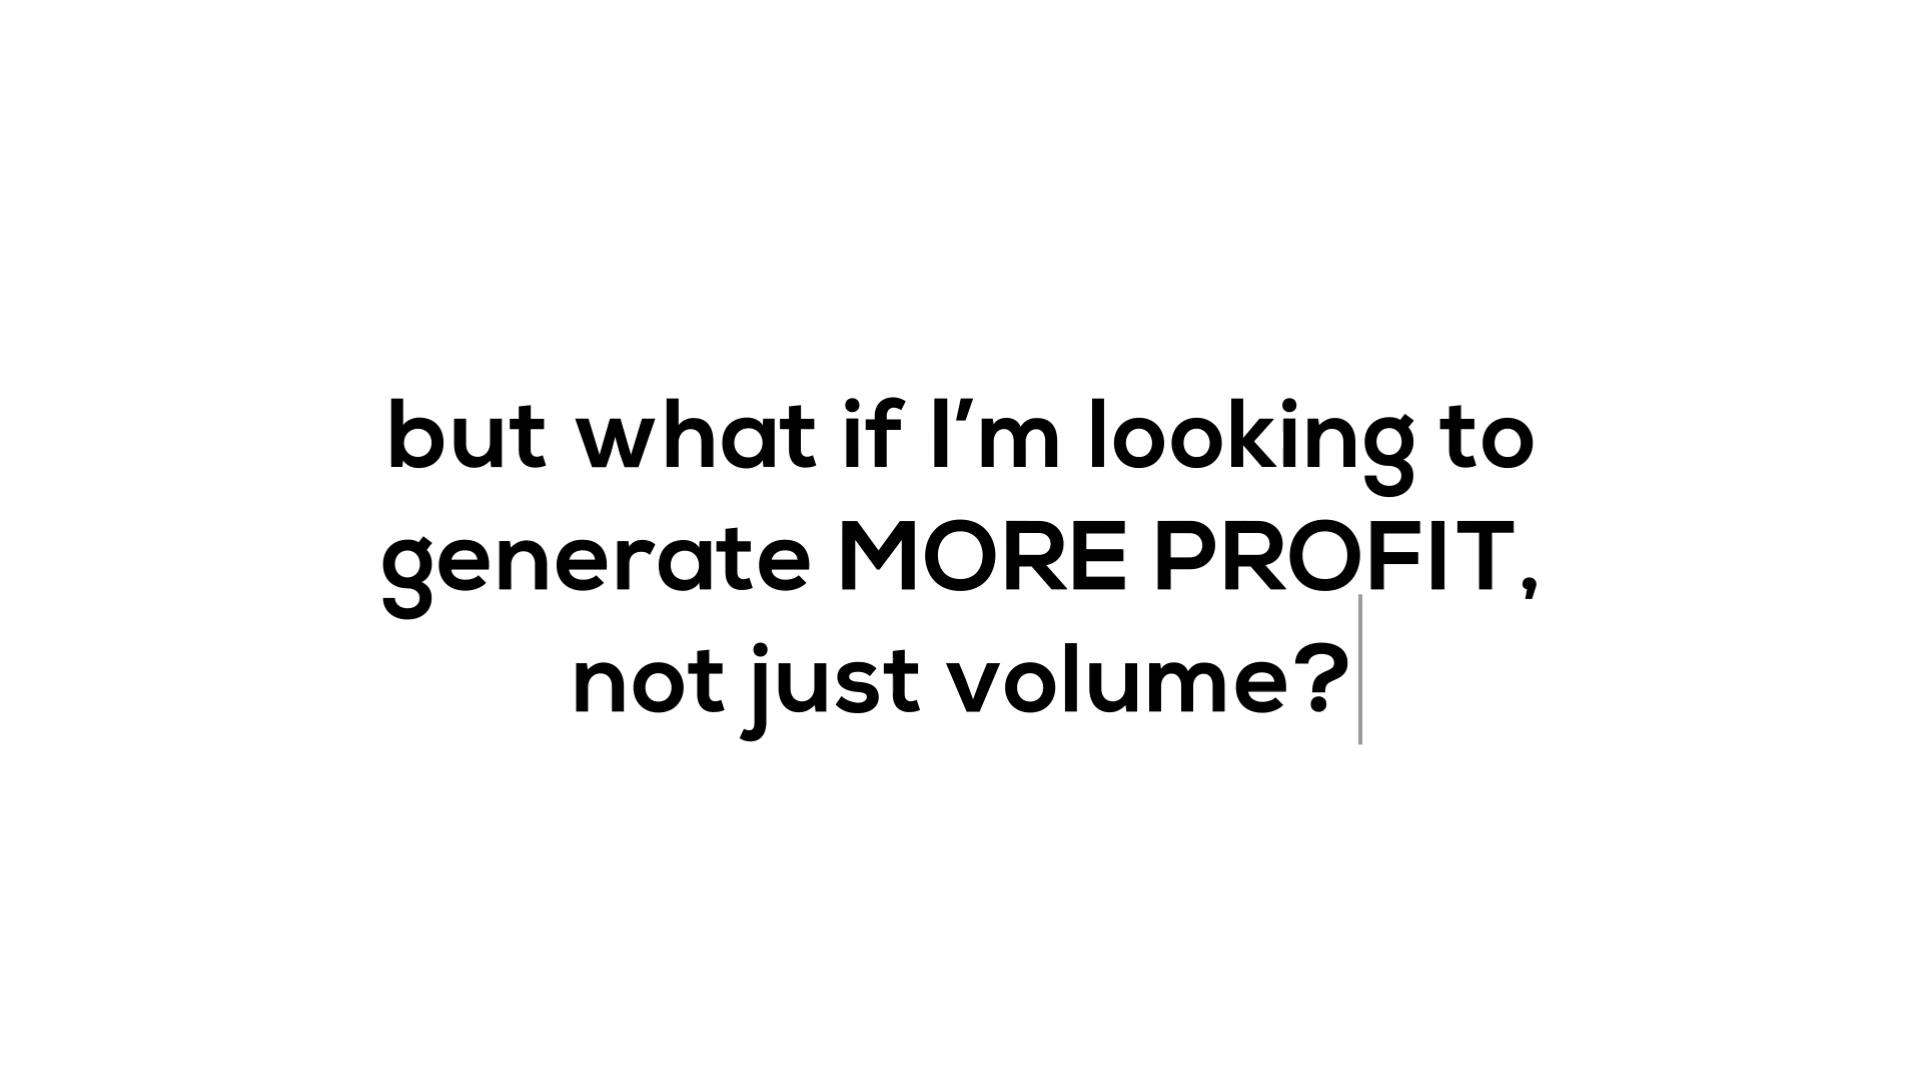 but what if I’m looking to
generate MORE PROFIT,
not just volume?